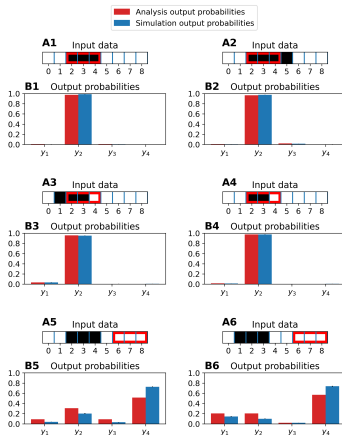 Analysis output probabilities
Simulation output probabilities
A1 Input data
0 1 2 3 4 5 6 7 8
A2 Input data
0 1 2 3 4 5 6 7 8
B1 Output probabilities
1.0
0.8
0.6
0.4
0.2
0.0
y1 y2 y3 y4
B2 Output probabilities
1.0
0.8
0.6
0.4
0.2
0.0
y1 y2 y3 y4
A3 Input data
0 1 2 3 4 5 6 7 8
A4 Input data
0 1 2 3 4 5 6 7 8
B3 Output probabilities
1.0
0.8
0.6
0.4
0.2
0.0
y1 y2 y3 y4
B4 Output probabilities
1.0
0.8
0.6
0.4
0.2
0.0
y1 y2 y3 y4
A5 Input data
0 1 2 3 4 5 6 7 8
A6 Input data
0 1 2 3 4 5 6 7 8
B5 Output probabilities
1.0
0.8
0.6
0.4
0.2
0.0
y1 y2 y3 y4
B6 Output probabilities
1.0
0.8
0.6
0.4
0.2
0.0
y1 y2 y3 y4